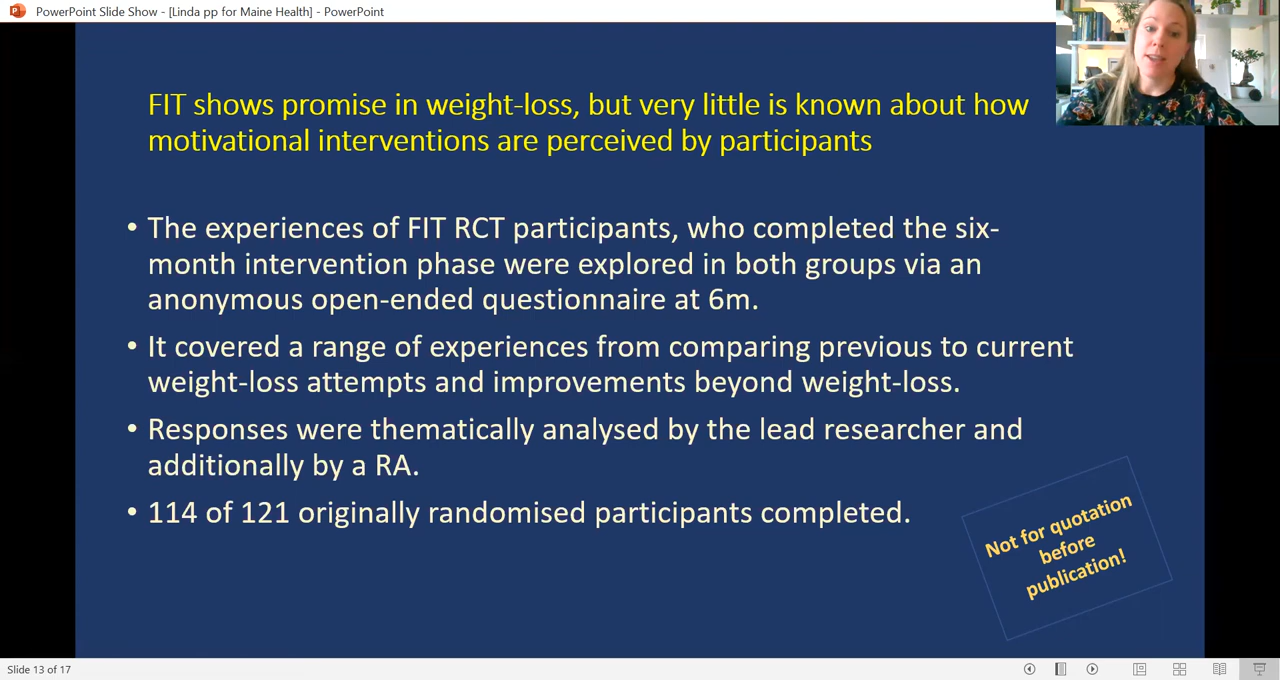 PowerPoint Slide Show - [Linda pp for Maine Health] - PowerPoint
FIT shows promise in weight-loss, but very little is known about how
motivational interventions are perceived by participants
• The experiences of FIT RCT participants, who completed the six-
month intervention phase were explored in both groups via an
anonymous open-ended questionnaire at 6m.
• It covered a range of experiences from comparing previous to current
weight-loss attempts and improvements beyond weight-loss.
• Responses were thematically analysed by the lead researcher and
additionally by a RA.
• 114 of 121 originally randomised participants completed.
Not for quotation
before
publication!
Slide 13 of 17